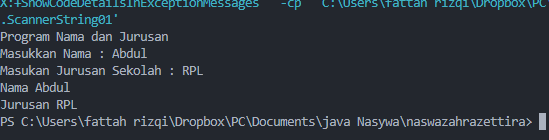 X:+ShowCodeDetailsInExceptionMessages' '-cp' 'C:\Users\fattah rizqi\Dropbox\PC\
.ScannerString01'
Program Nama dan Jurusan
Masukkan Nama : Abdul
Masukan Jurusan Sekolah : RPL
Nama Abdul
Jurusan RPL
PS C:\Users\fattah rizqi\Dropbox\PC\Documents\java Nasywa\naswazahrazettira>